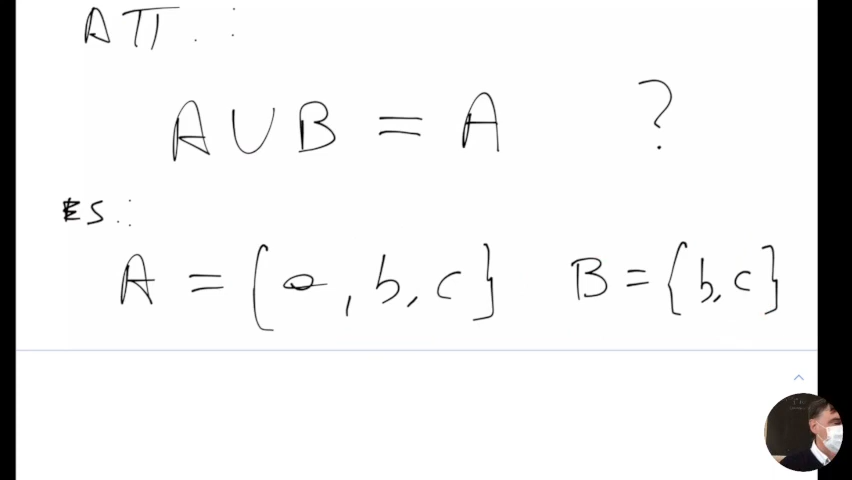 ATT. :
A ∪ B = A ?
ES. :
A = {a, b, c} B = {b, c}